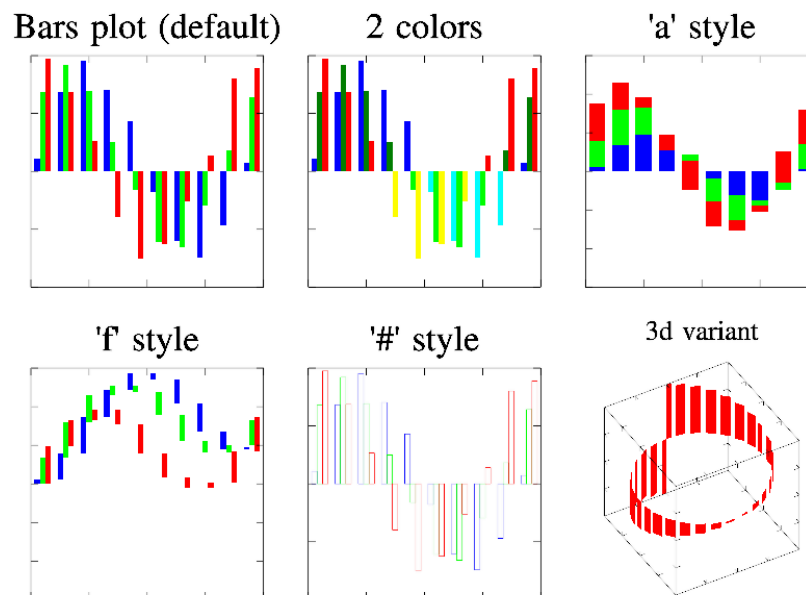 Bars plot (default)
2 colors
'a' style
'f' style
'#' style
3d variant